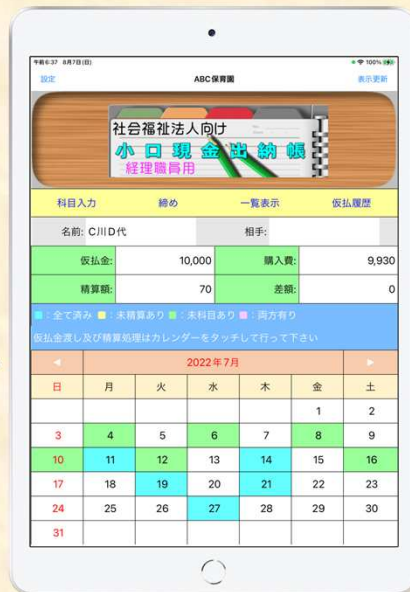 午前6:37 8月7日(日) 100%
設定 ABC保育園 表示更新
社会福祉法人向け
小口現金出納帳
経理職員用
科目入力 締め 一覧表示 仮払履歴
名前: C川D代 相手:
仮払金: 10,000 購入費: 9,930
精算額: 70 差額: 0
:全て済み :未精算あり :未科目あり :両方有り
仮払金渡し及び精算処理はカレンダーをタッチして行って下さい
2022年7月
日 月 火 水 木 金 土
1 2
3 4 5 6 7 8 9
10 11 12 13 14 15 16
17 18 19 20 21 22 23
24 25 26 27 28 29 30
31